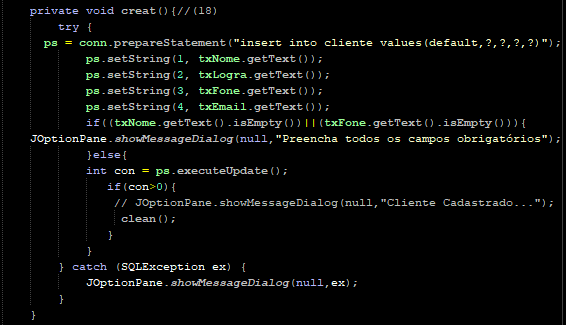 private void creat(){//(18)
try {
ps = conn.prepareStatement("insert into cliente values(default,?,?,?,?)");
ps.setString(1, txNome.getText());
ps.setString(2, txLogra.getText());
ps.setString(3, txFone.getText());
ps.setString(4, txEmail.getText());
if((txNome.getText().isEmpty())||(txFone.getText().isEmpty())){
JOptionPane.showMessageDialog(null,"Preencha todos os campos obrigatórios");
}else{
int con = ps.executeUpdate();
if(con>0){
// JOptionPane.showMessageDialog(null,"Cliente Cadastrado...");
clean();
}
}
} catch (SQLException ex) {
JOptionPane.showMessageDialog(null,ex);
}
}